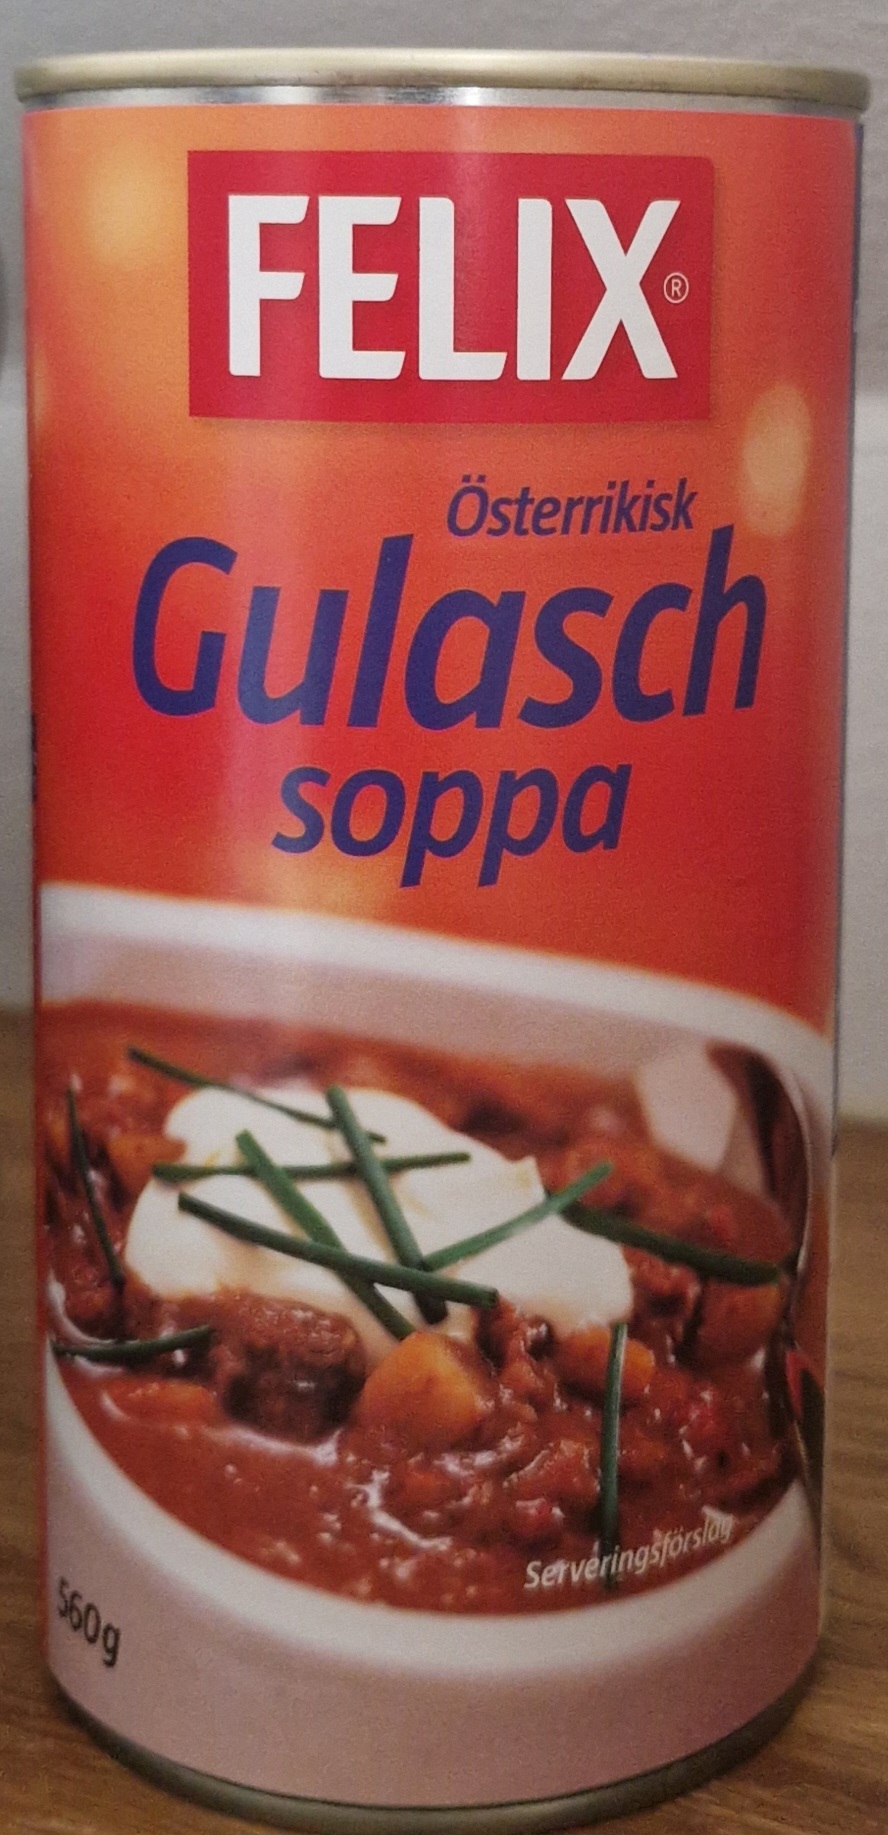 FELIX®
Österrikisk
Gulasch
soppa
Serveringsförslag
560g